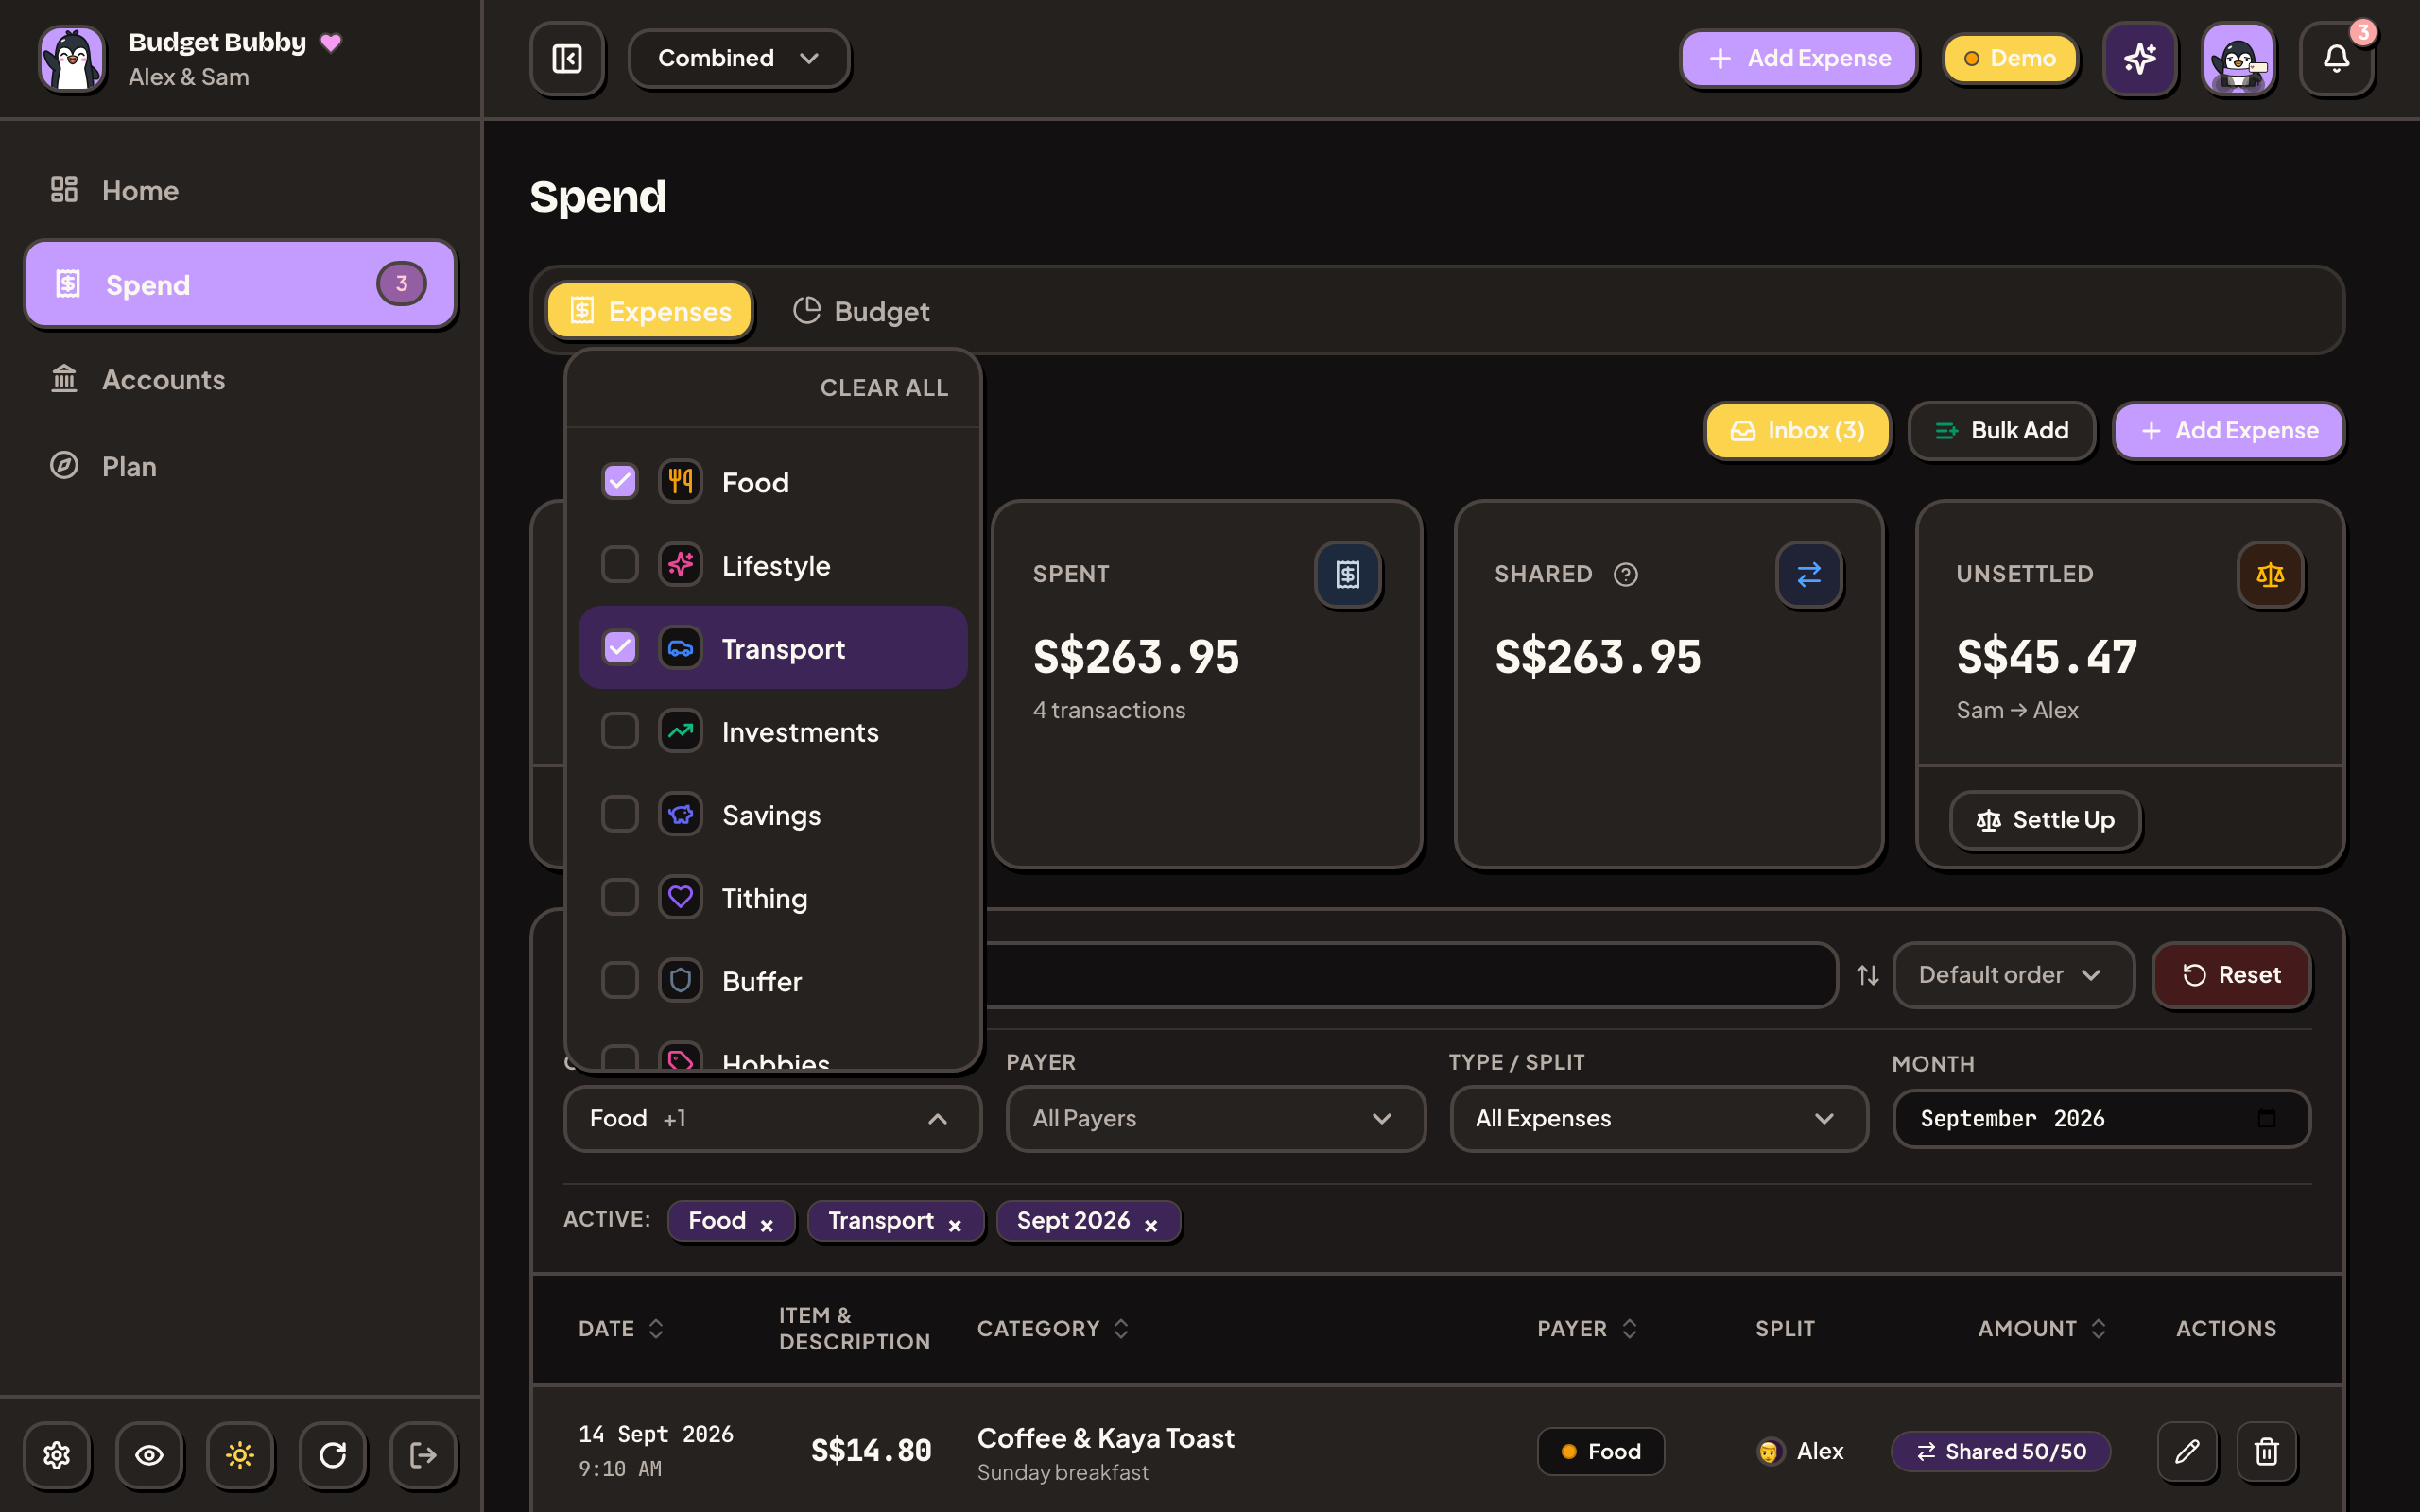 Budget Bubby
Alex & Sam
Combined
Add Expense
Demo
3
Home
Spend
3
Accounts
Plan
Spend
Expenses
Budget
CLEAR ALL
Food
Lifestyle
Transport
Investments
Savings
Tithing
Buffer
Hobbies
Inbox (3)
Bulk Add
Add Expense
SPENT
S$263.95
4 transactions
SHARED
S$263.95
UNSETTLED
S$45.47
Sam → Alex
Settle Up
Default order
Reset
PAYER
TYPE / SPLIT
MONTH
Food +1
All Payers
All Expenses
September 2026
ACTIVE:
Food ×
Transport ×
Sept 2026 ×
DATE
ITEM &
DESCRIPTION
CATEGORY
PAYER
SPLIT
AMOUNT
ACTIONS
14 Sept 2026
9:10 AM
S$14.80
Coffee & Kaya Toast
Sunday breakfast
Food
Alex
Shared 50/50